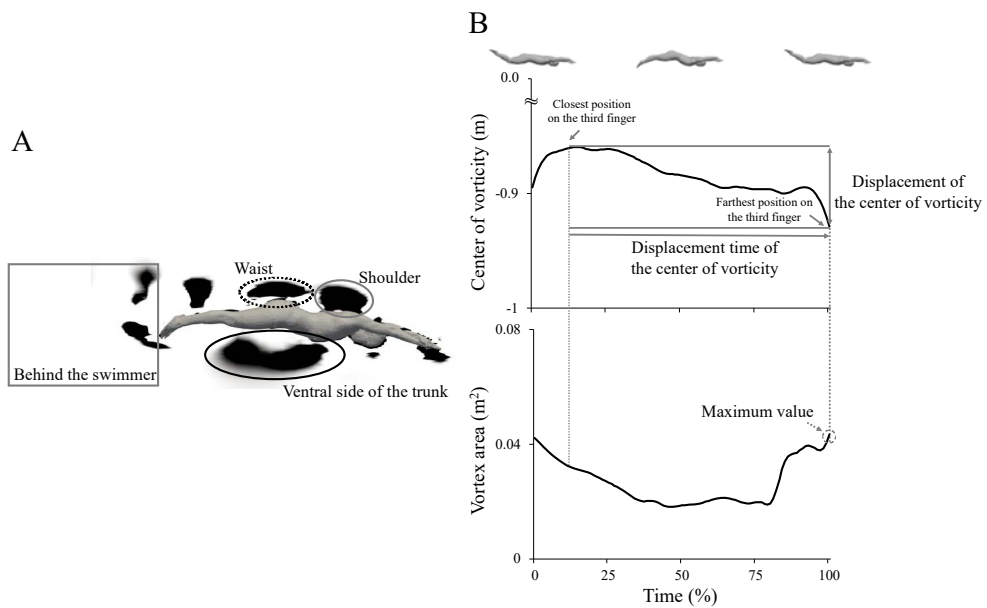 A
Waist
Shoulder
Behind the swimmer
Ventral side of the trunk
B
0.0
Closest position
on the third finger
Center of vorticity (m)
-0.9
Farthest position on
the third finger
Displacement of
the center of vorticity
Displacement time of
the center of vorticity
-1
0.08
Vortex area (m²)
Maximum value
0.04
0
0
25
50
75
100
Time (%)